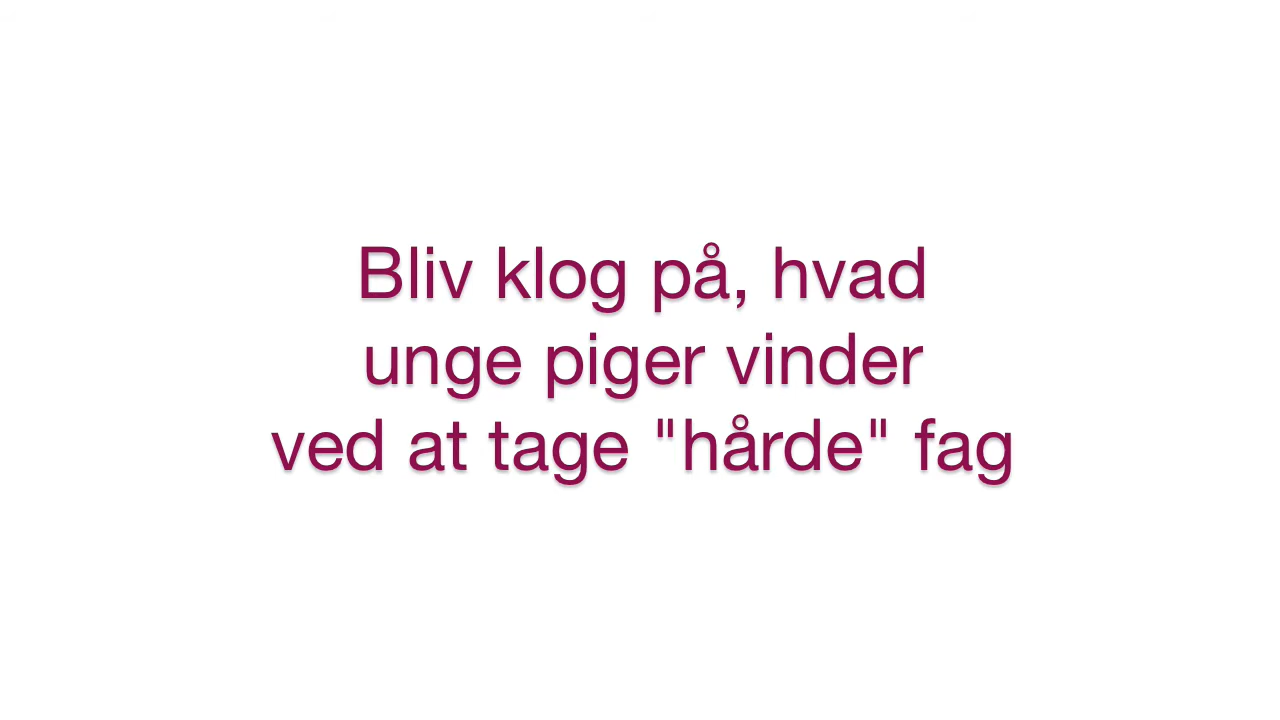 Bliv klog på, hvad
unge piger vinder
ved at tage "hårde" fag